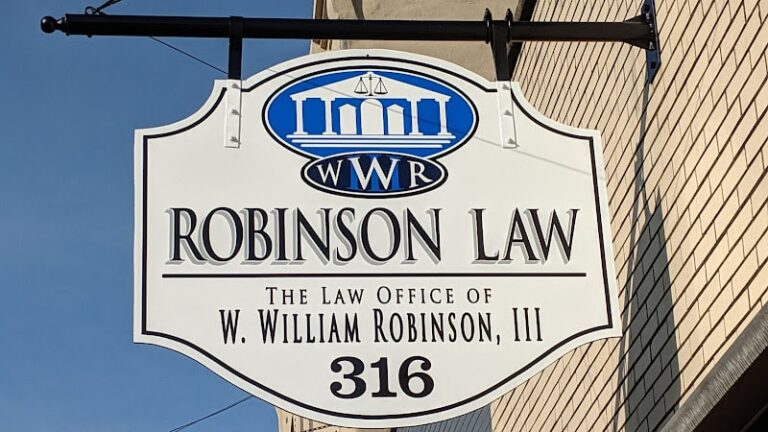 WWR
ROBINSON LAW
THE LAW OFFICE OF
W. WILLIAM ROBINSON, III
316